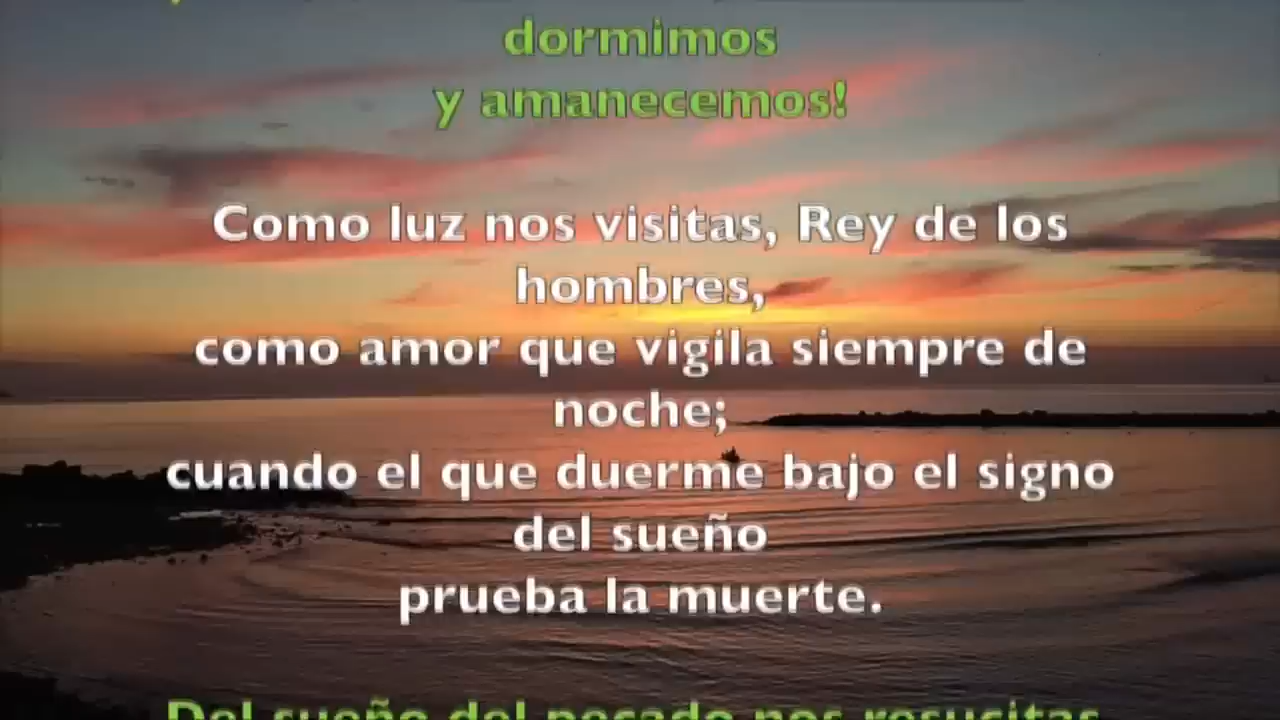 dormimos
y amanecemos!
Como luz nos visitas, Rey de los
hombres,
como amor que vigila siempre de
noche;
cuando el que duerme bajo el signo
del sueño
prueba la muerte.
Del sueño del pecado nos resucitas